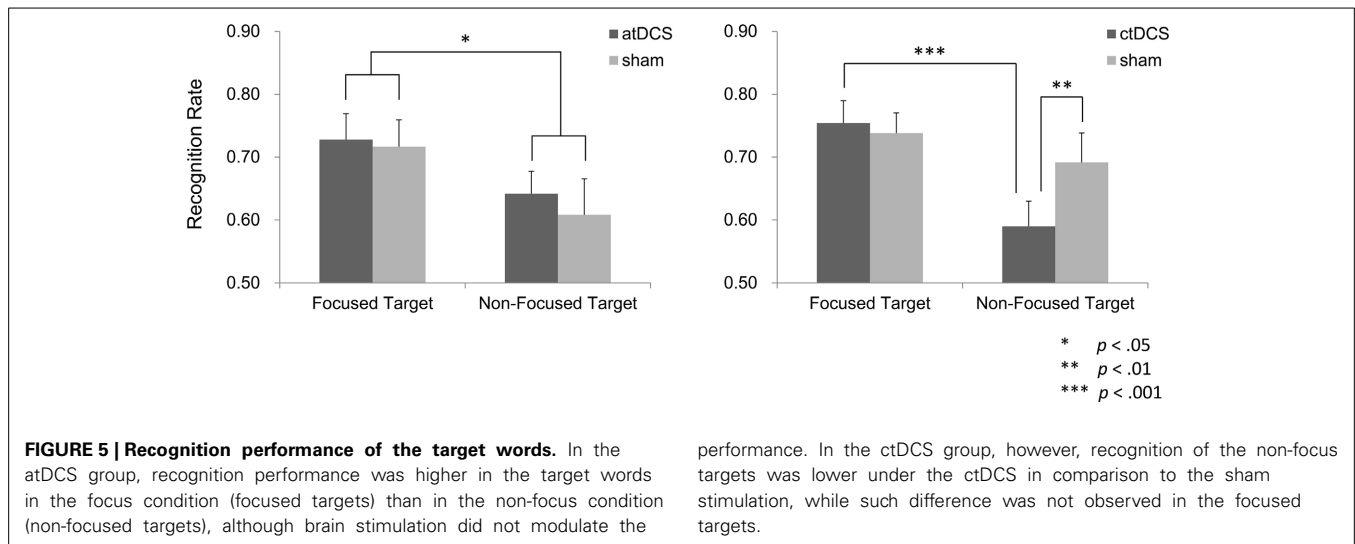 0.90
0.80
0.70
0.60
0.50
Recognition Rate
*
atDCS
sham
Focused Target
Non-Focused Target
0.90
0.80
0.70
0.60
0.50
***
**
ctDCS
sham
Focused Target
Non-Focused Target
* p < .05
** p < .01
*** p < .001
FIGURE 5 | Recognition performance of the target words. In the
atDCS group, recognition performance was higher in the target words
in the focus condition (focused targets) than in the non-focus condition
(non-focused targets), although brain stimulation did not modulate the
performance. In the ctDCS group, however, recognition of the non-focus
targets was lower under the ctDCS in comparison to the sham
stimulation, while such difference was not observed in the focused
targets.